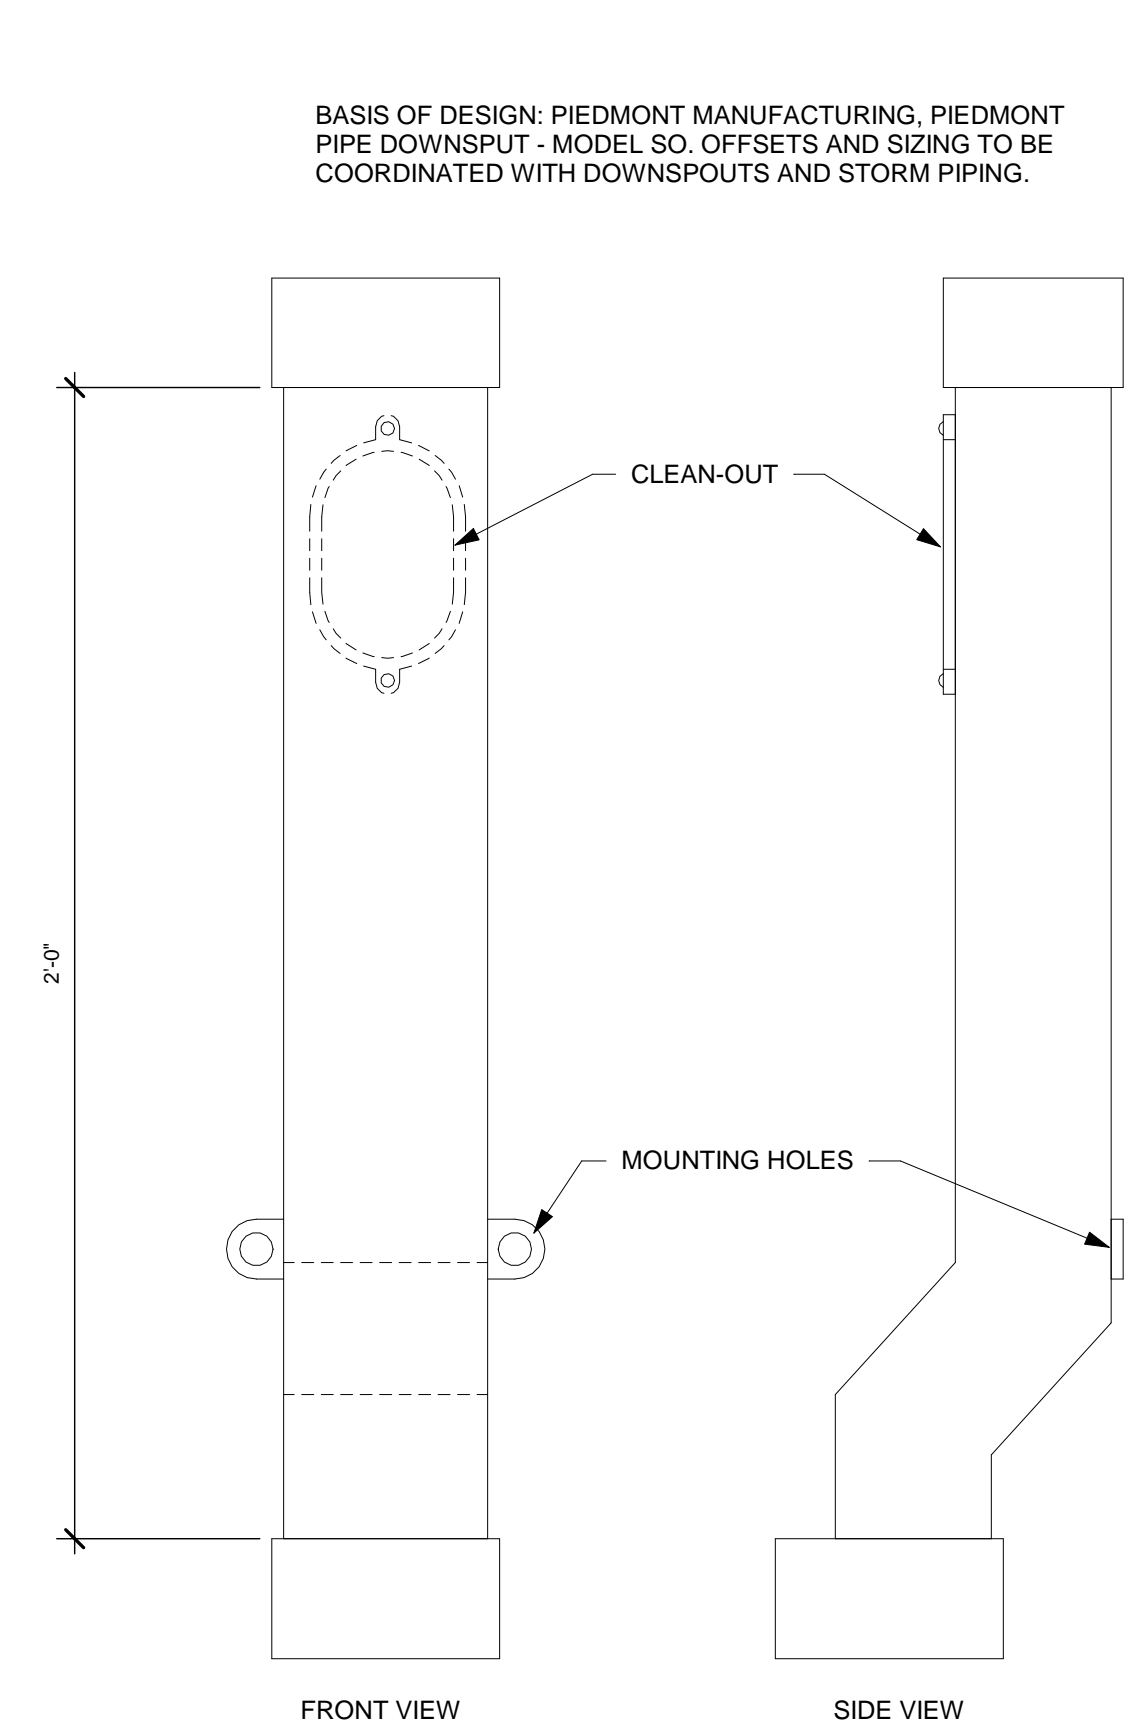 BASIS OF DESIGN: PIEDMONT MANUFACTURING, PIEDMONT
PIPE DOWNSPUT - MODEL SO. OFFSETS AND SIZING TO BE
COORDINATED WITH DOWNSPOUTS AND STORM PIPING.
CLEAN-OUT
2'-0"
MOUNTING HOLES
FRONT VIEW
SIDE VIEW